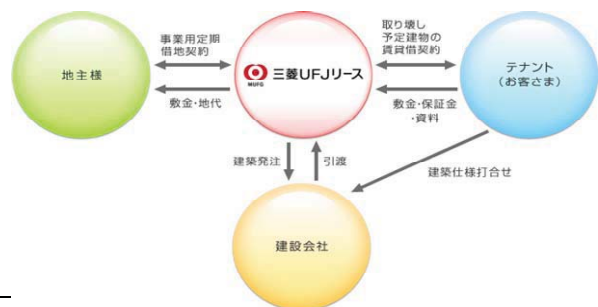 事業用定期
借地契約
取り壊し
予定建物の
賃貸借契約
地主様
MUFG
三菱UFJリース
テナント
(お客さま)
敷金・地代
敷金・保証金
・資料
建築発注
引渡
建築仕様打合せ
建設会社